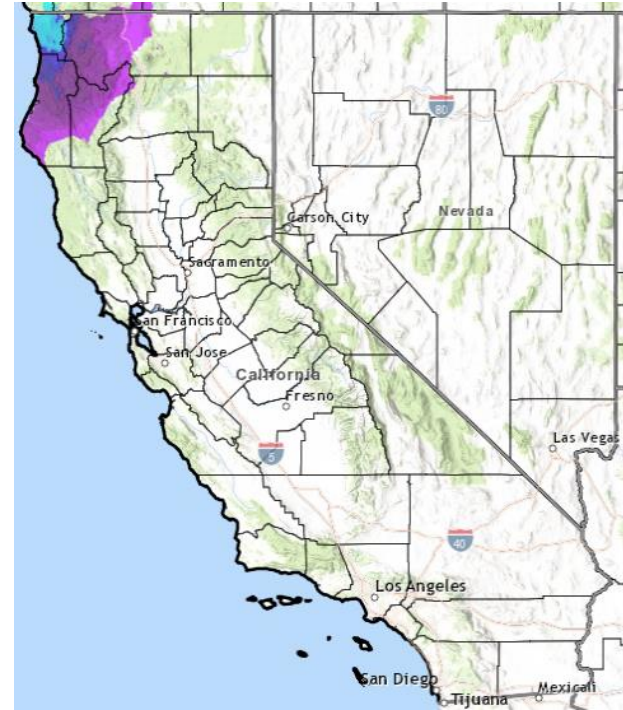 80
Nevada
Carson City
Sacramento
San Francisco
San Jose
California
Fresno
Las Vegas
5
40
Los Angeles
San Diego
Mexicali
Tijuana